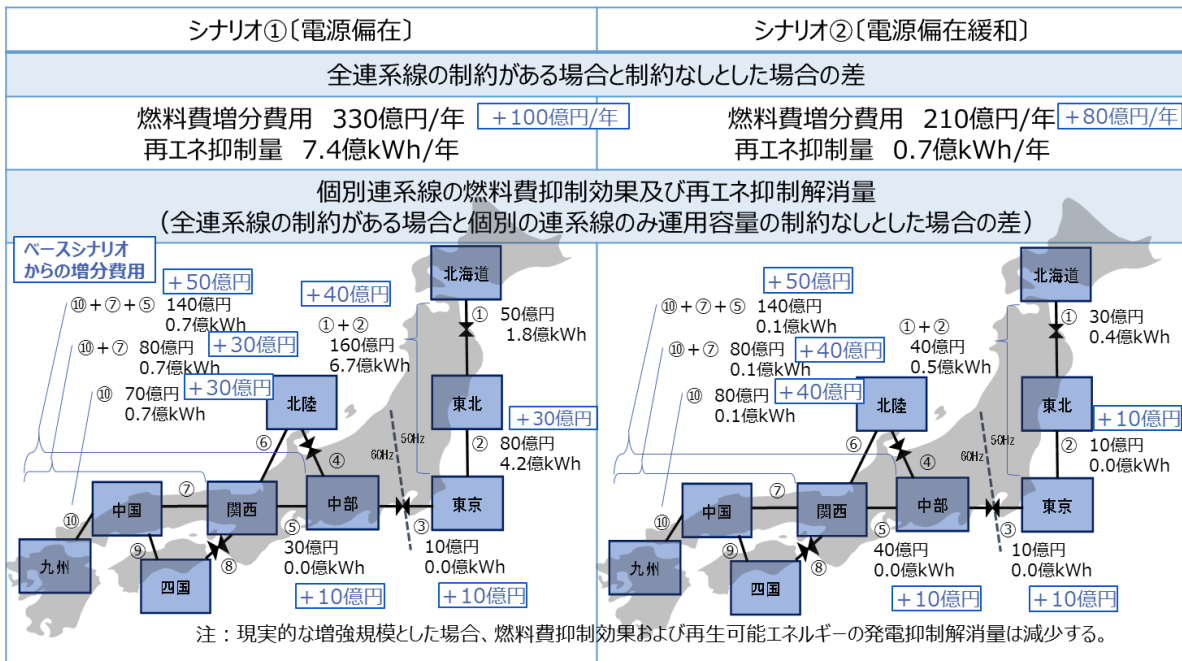 シナリオ①〔電源偏在〕
シナリオ②〔電源偏在緩和〕
全連系線の制約がある場合と制約なしとした場合の差
燃料費増分費用 330億円/年
+100億円/年
再エネ抑制量 7.4億kWh/年
燃料費増分費用 210億円/年
+80億円/年
再エネ抑制量 0.7億kWh/年
個別連系線の燃料費抑制効果及び再エネ抑制解消量
（全連系線の制約がある場合と個別の連系線のみ運用容量の制約なしとした場合の差）
ベースシナリオ
からの増分費用
+50億円
⑩+⑦+⑤ 140億円
0.7億kWh
+30億円
⑩+⑦ 80億円
0.7億kWh
+30億円
⑩ 70億円
0.7億kWh
+40億円
①+②
160億円
6.7億kWh
北海道
① 50億円
1.8億kWh
東北
+30億円
② 80億円
4.2億kWh
北陸
⑥
④
60Hz
50Hz
⑦
中国
関西
中部
東京
⑩
⑤
③
九州
⑨
四国
⑧
30億円
0.0億kWh
+10億円
10億円
0.0億kWh
+10億円
+50億円
⑩+⑦+⑤ 140億円
0.1億kWh
+40億円
⑩+⑦ 80億円
0.1億kWh
+40億円
⑩ 80億円
0.1億kWh
①+②
40億円
0.5億kWh
北海道
① 30億円
0.4億kWh
東北
+10億円
② 10億円
0.0億kWh
北陸
⑥
④
60Hz
50Hz
⑦
中国
関西
中部
東京
⑩
⑤
③
九州
⑨
四国
⑧
40億円
0.0億kWh
+10億円
10億円
0.0億kWh
+10億円
注：現実的な増強規模とした場合、燃料費抑制効果および再生可能エネルギーの発電抑制解消量は減少する。